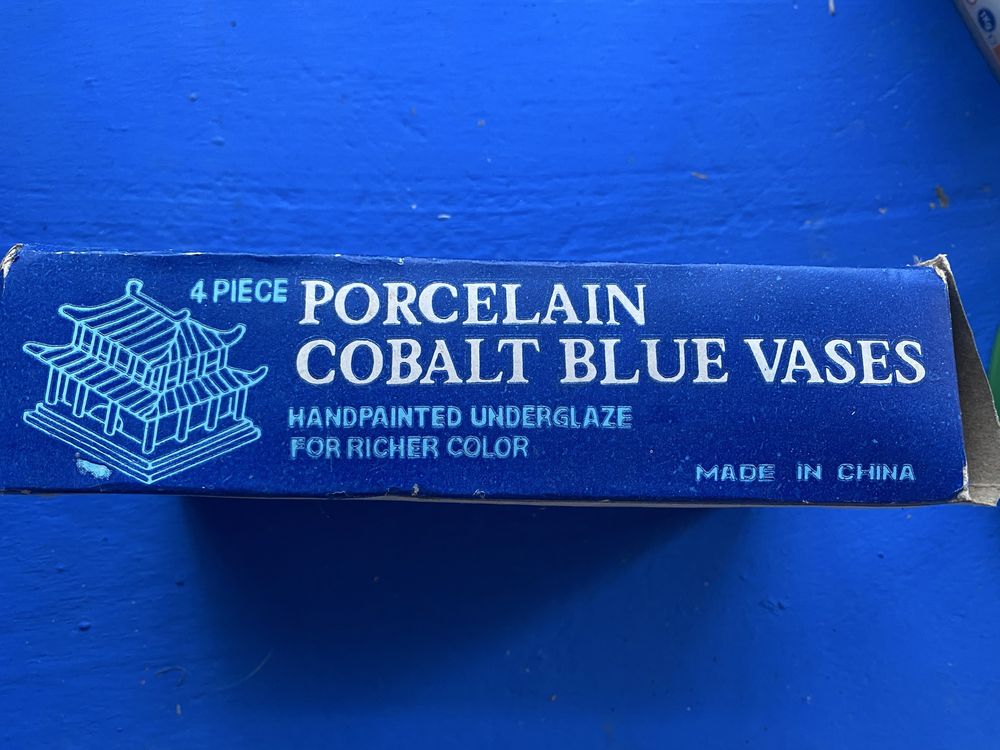 4 PIECE PORCELAIN
COBALT BLUE VASES
HANDPAINTED UNDERGLAZE
FOR RICHER COLOR
MADE IN CHINA